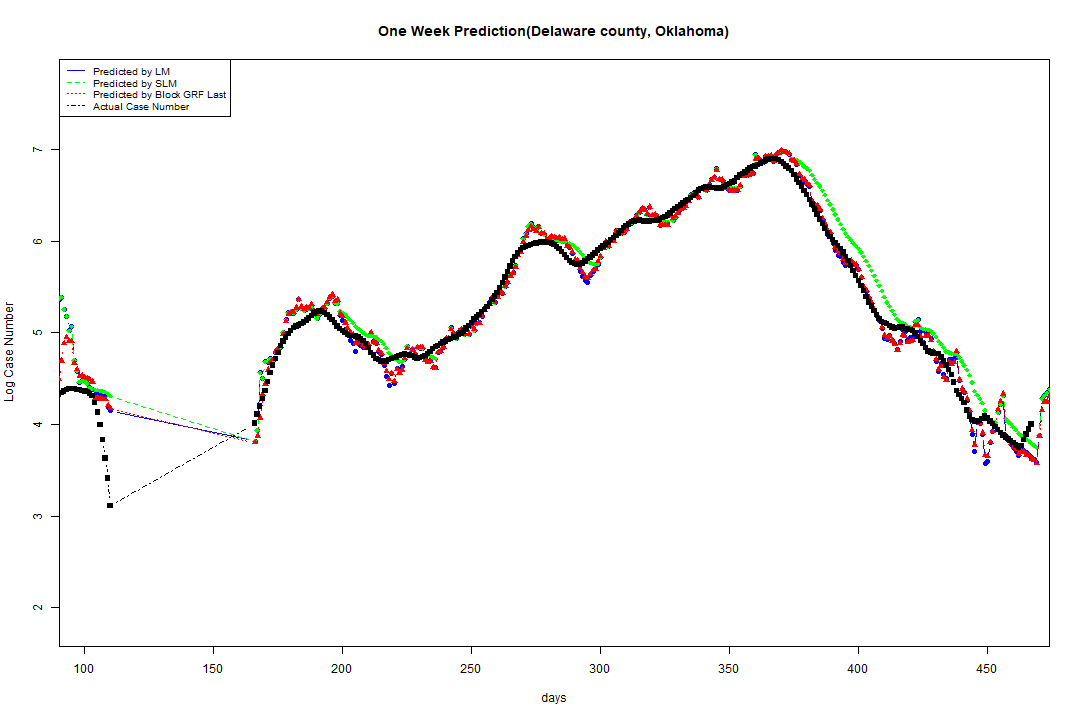 One Week Prediction(Delaware county, Oklahoma)
Predicted by LM
Predicted by SLM
Predicted by Block GRF Last
Actual Case Number
Log Case Number
7
6
5
4
3
2
100 150 200 250 300 350 400 450
days